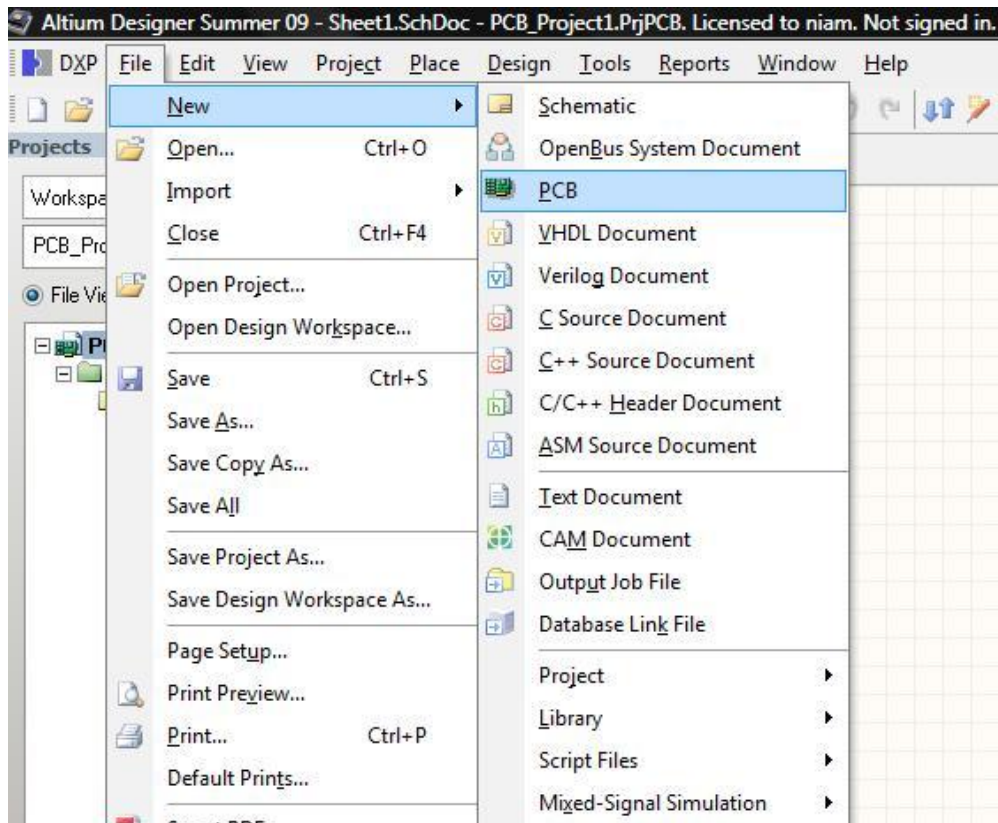 Altium Designer Summer 09 - Sheet1.SchDoc - PCB_Project1.PrjPCB. Licensed to niam. Not signed in.
DXP File Edit View Project Place Design Tools Reports Window Help
Projects
Workspa
PCB_Pro
File Vie
New
Open... Ctrl+O
Import
Close Ctrl+F4
Open Project...
Open Design Workspace...
Save Ctrl+S
Save As...
Save Copy As...
Save All
Save Project As...
Save Design Workspace As...
Page Setup...
Print Preview...
Print... Ctrl+P
Default Prints...
Schematic
OpenBus System Document
PCB
VHDL Document
Verilog Document
C Source Document
C++ Source Document
C/C++ Header Document
ASM Source Document
Text Document
CAM Document
Output Job File
Database Link File
Project
Library
Script Files
Mixed-Signal Simulation